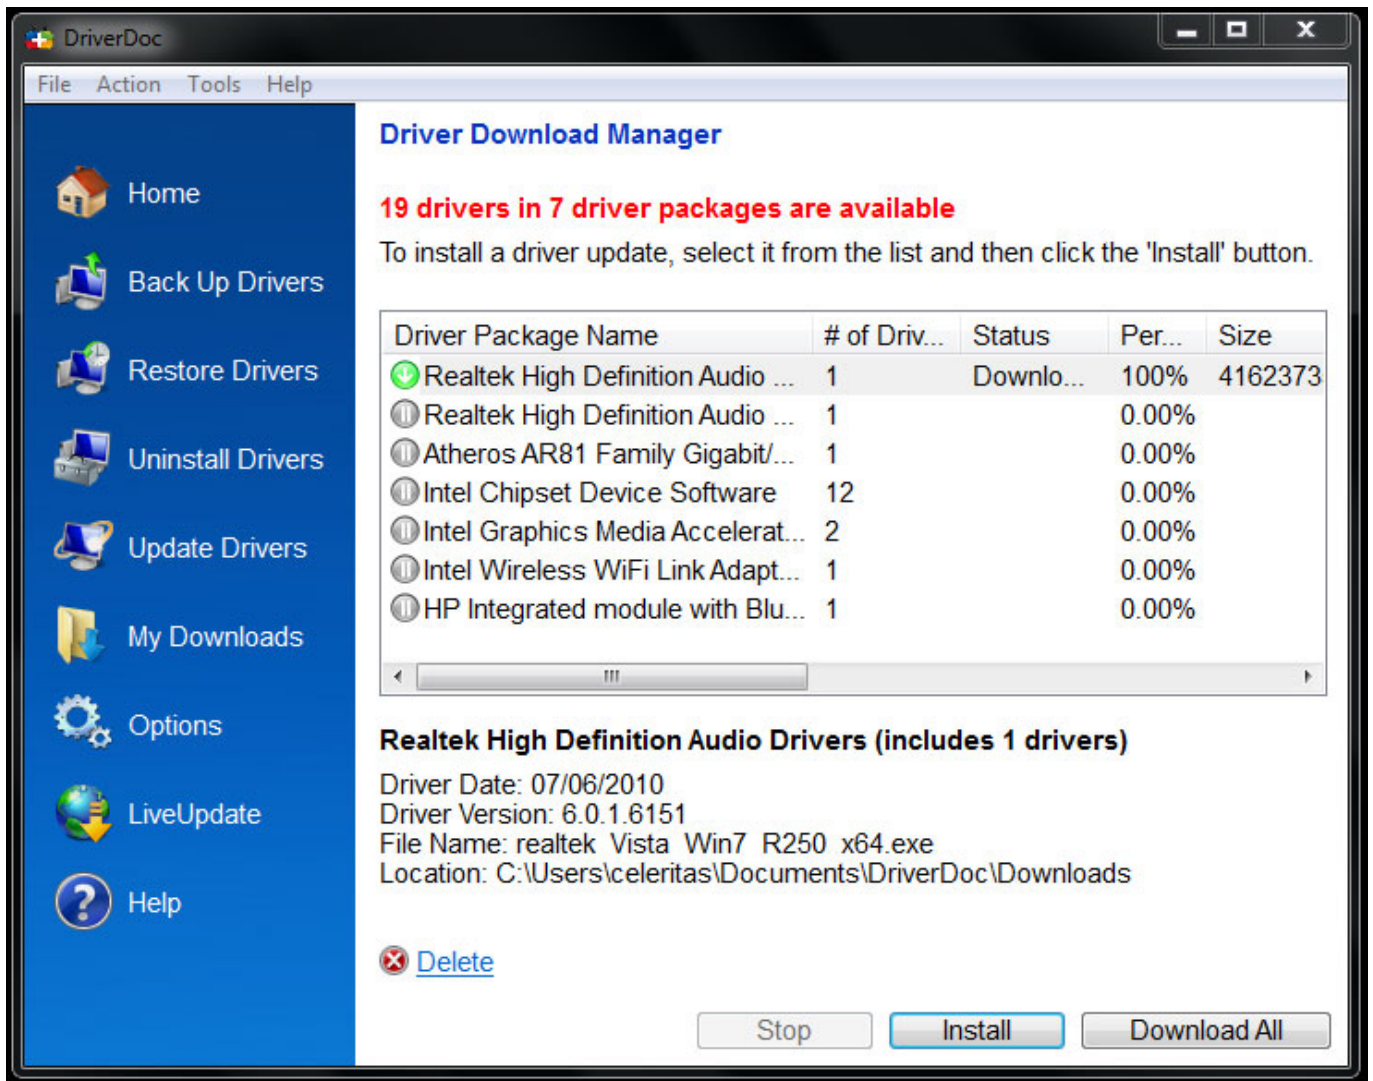 DriverDoc
File Action Tools Help
Home
Back Up Drivers
Restore Drivers
Uninstall Drivers
Update Drivers
My Downloads
Options
LiveUpdate
Help
Driver Download Manager
19 drivers in 7 driver packages are available
To install a driver update, select it from the list and then click the 'Install' button.
Driver Package Name # of Driv... Status Per... Size
Realtek High Definition Audio ... 1 Downlo... 100% 4162373
Realtek High Definition Audio ... 1 0.00%
Atheros AR81 Family Gigabit/... 1 0.00%
Intel Chipset Device Software 12 0.00%
Intel Graphics Media Accelerat... 2 0.00%
Intel Wireless WiFi Link Adapt... 1 0.00%
HP Integrated module with Blu... 1 0.00%
Realtek High Definition Audio Drivers (includes 1 drivers)
Driver Date: 07/06/2010
Driver Version: 6.0.1.6151
File Name: realtek Vista Win7 R250 x64.exe
Location: C:\Users\celeritas\Documents\DriverDoc\Downloads
Delete
Stop Install Download All